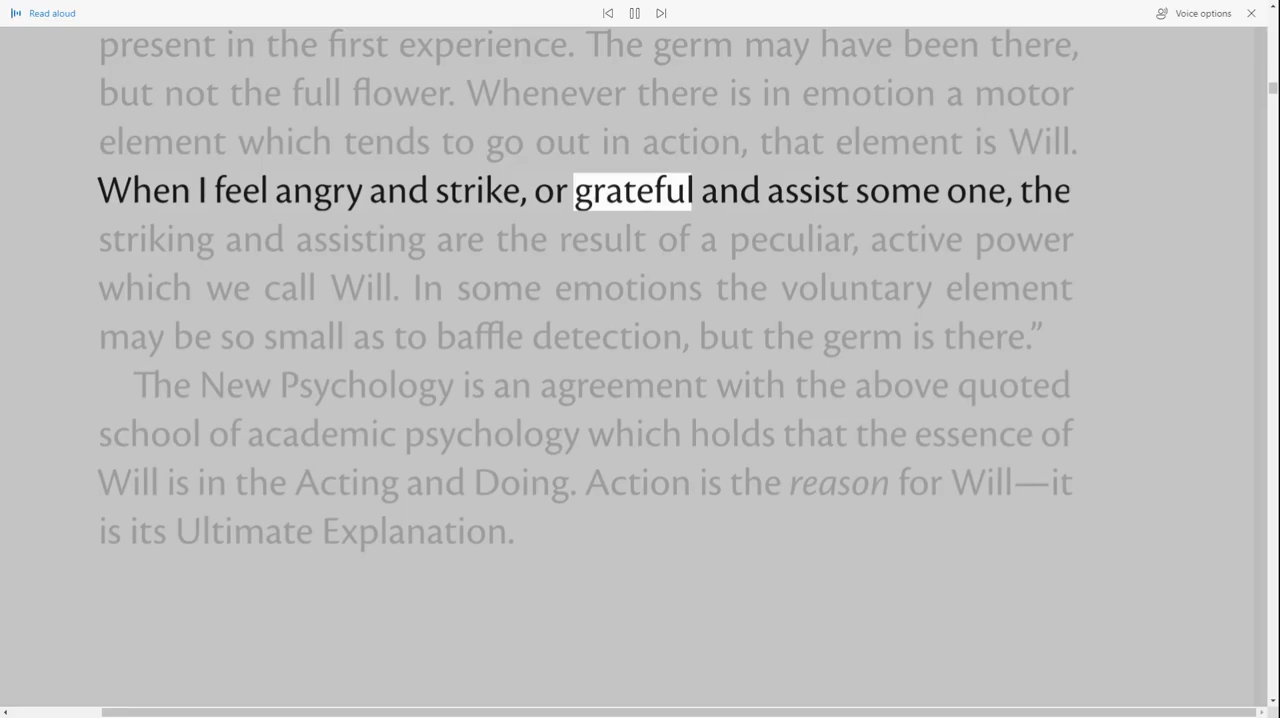 Read aloud
Voice options
present in the first experience. The germ may have been there,
but not the full flower. Whenever there is in emotion a motor
element which tends to go out in action, that element is Will.
When I feel angry and strike, or grateful and assist some one, the
striking and assisting are the result of a peculiar, active power
which we call Will. In some emotions the voluntary element
may be so small as to baffle detection, but the germ is there.”
The New Psychology is an agreement with the above quoted
school of academic psychology which holds that the essence of
Will is in the Acting and Doing. Action is the reason for Will—it
is its Ultimate Explanation.